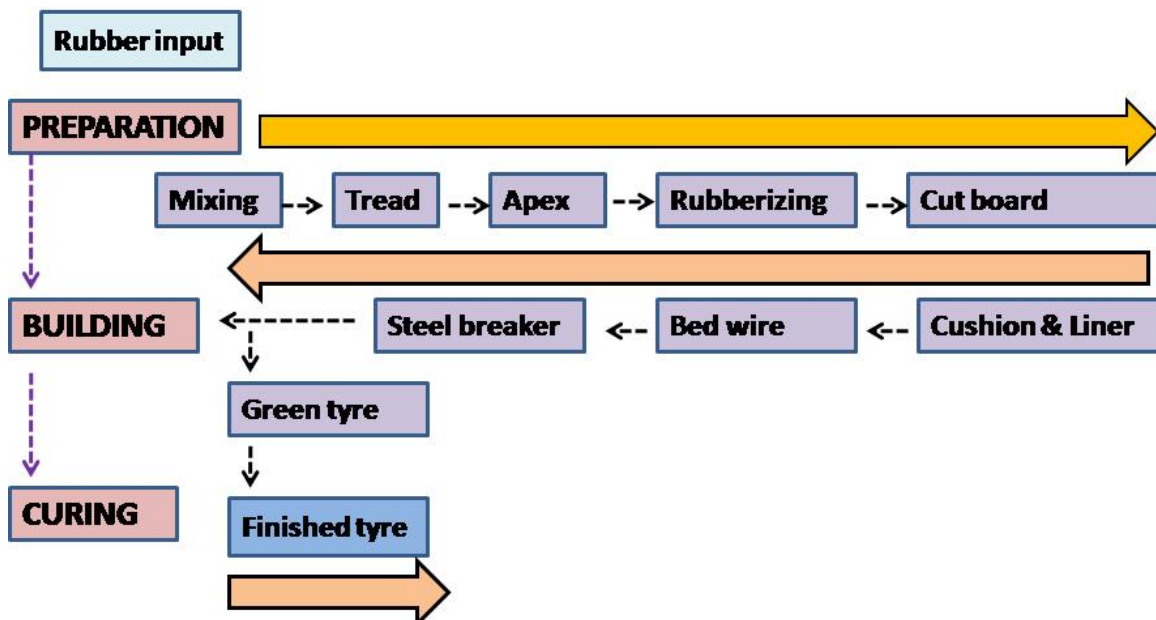 Rubber input
PREPARATION
Mixing
Tread
Apex
Rubberizing
Cut board
BUILDING
Steel breaker
Bed wire
Cushion & Liner
Green tyre
CURING
Finished tyre